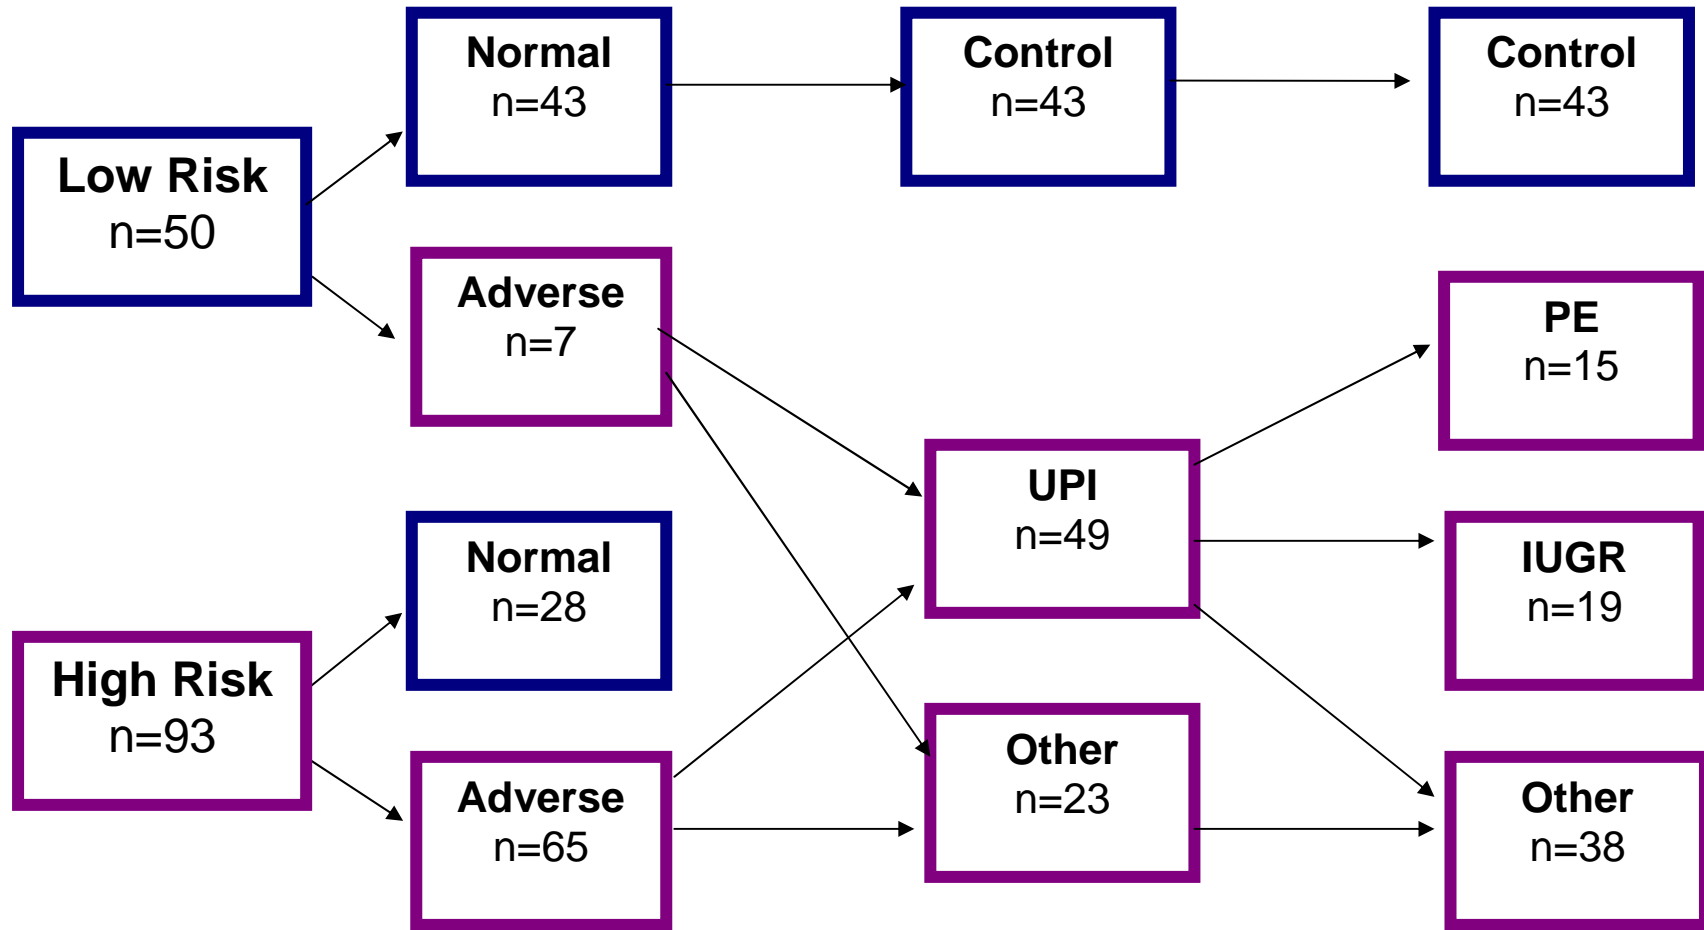 Low Risk
n=50
High Risk
n=93
Normal
n=43
Adverse
n=7
Normal
n=28
Adverse
n=65
Control
n=43
UPI
n=49
Other
n=23
Control
n=43
PE
n=15
IUGR
n=19
Other
n=38